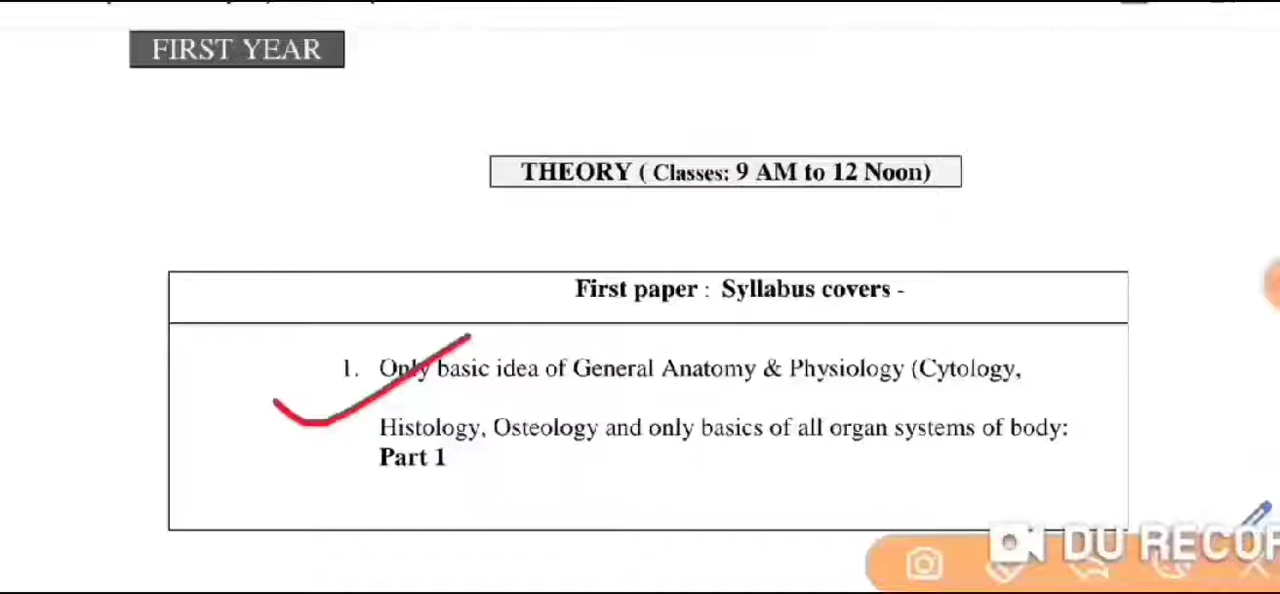 FIRST YEAR
THEORY ( Classes: 9 AM to 12 Noon)
First paper : Syllabus covers -
1. Only basic idea of General Anatomy & Physiology (Cytology,
Histology, Osteology and only basics of all organ systems of body:
Part 1
DU RECOR